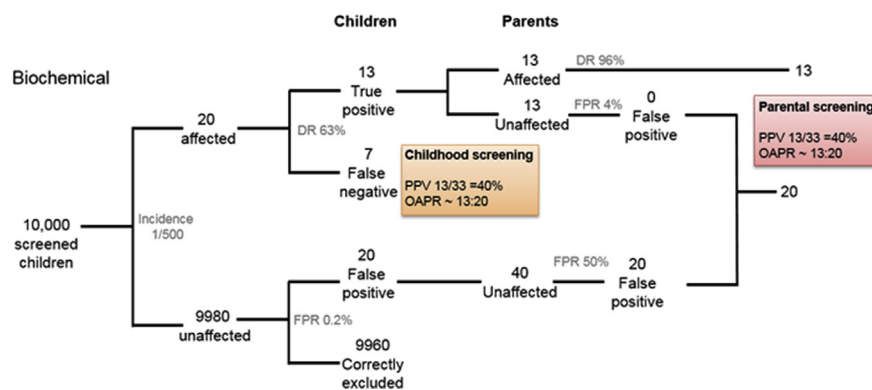 Children
Parents
Biochemical
10,000
screened
children
Incidence
1/500
20
affected
DR 63%
13
True
positive
7
False
negative
Childhood screening
PPV 13/33 =40%
OAPR ~ 13:20
13
Affected
DR 96%
13
13
Unaffected
FPR 4%
0
False
positive
Parental screening
PPV 13/33 =40%
OAPR ~ 13:20
20
9980
unaffected
FPR 0.2%
20
False
positive
40
Unaffected
FPR 50%
20
False
positive
9960
Correctly
excluded